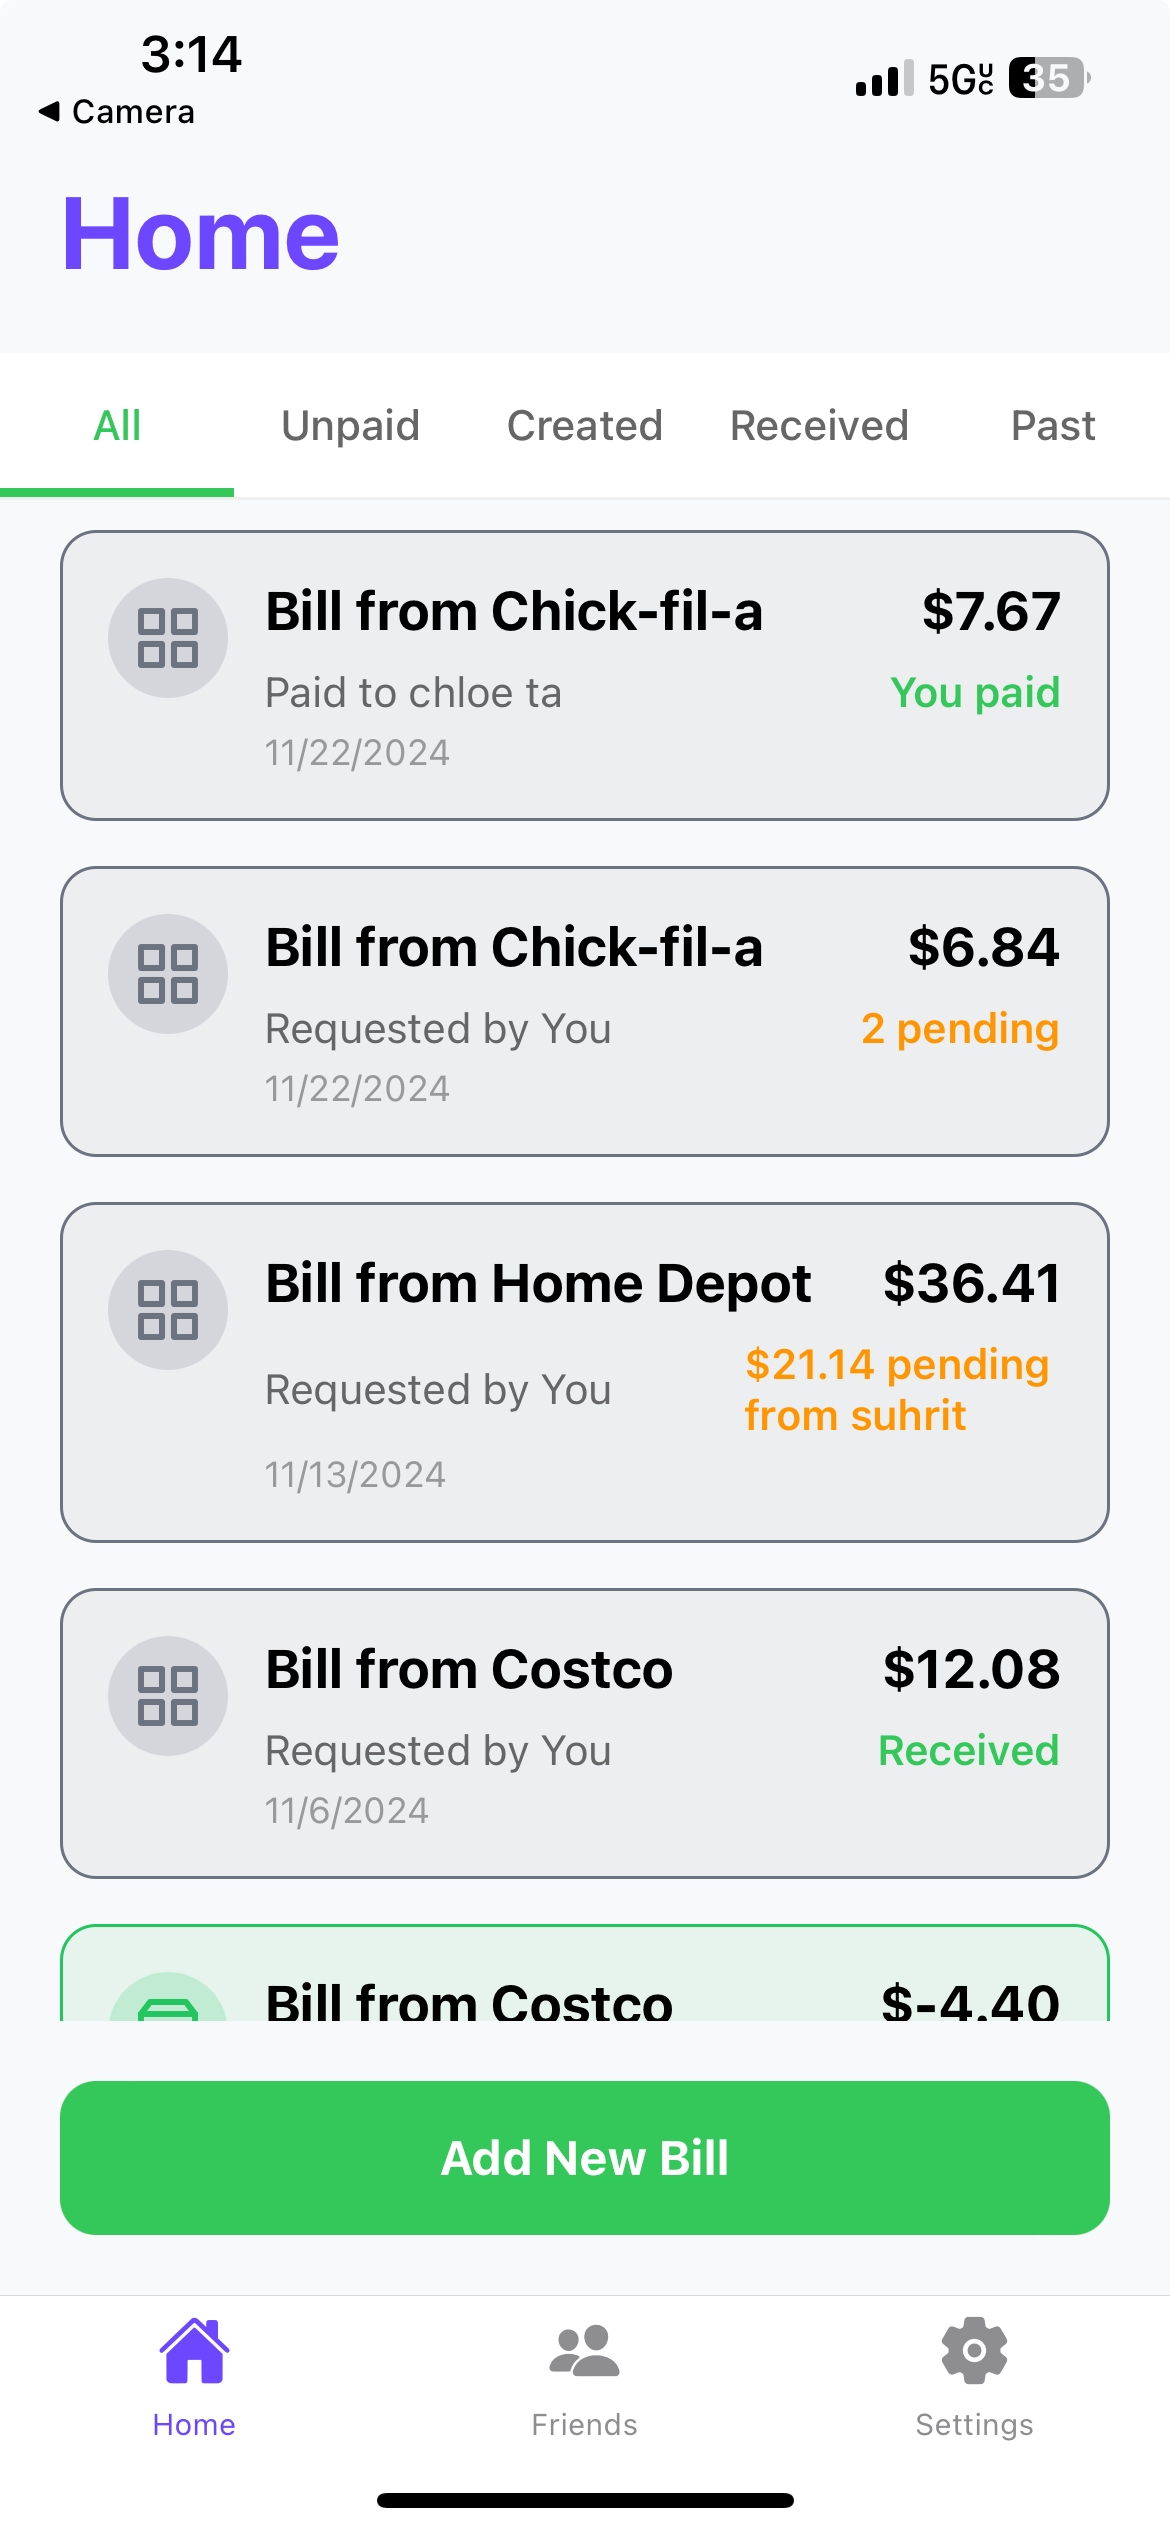 3:14
5G UC 35
◀ Camera
Home
All Unpaid Created Received Past
Bill from Chick-fil-a $7.67
Paid to chloe ta You paid
11/22/2024
Bill from Chick-fil-a $6.84
Requested by You 2 pending
11/22/2024
Bill from Home Depot $36.41
Requested by You $21.14 pending
from suhrit
11/13/2024
Bill from Costco $12.08
Requested by You Received
11/6/2024
Bill from Costco $-4.40
Add New Bill
Home Friends Settings